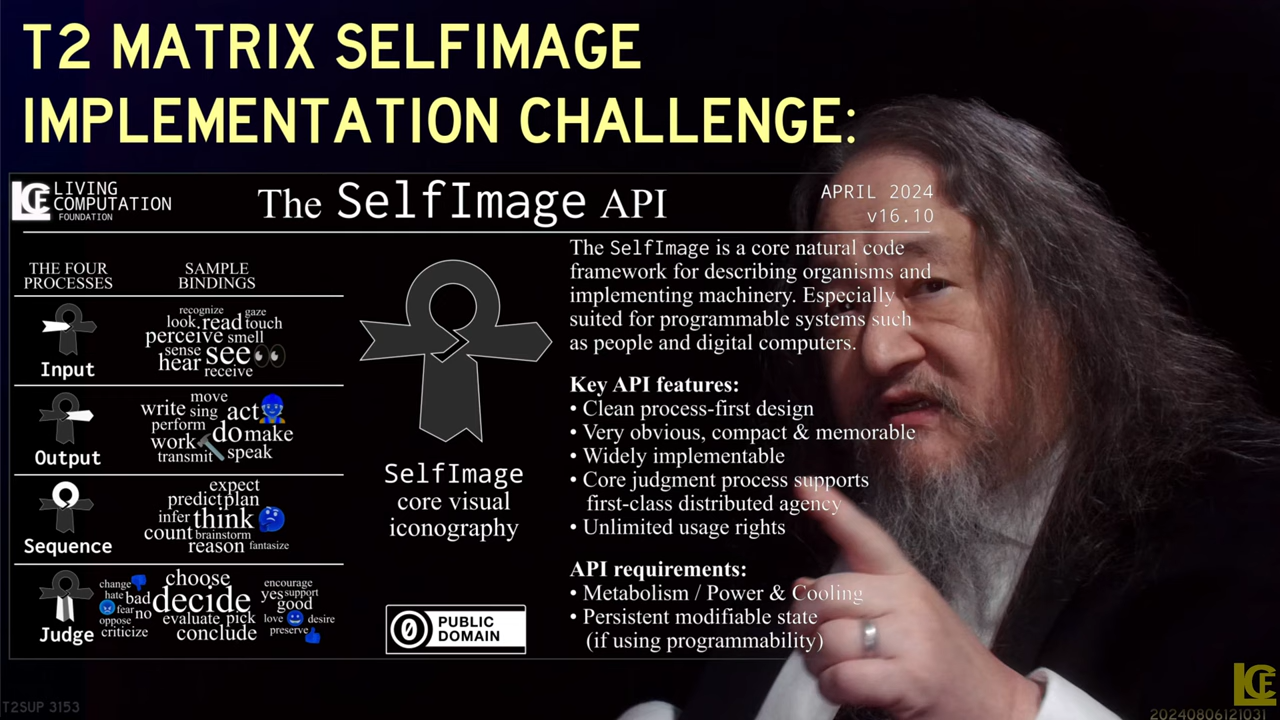 T2 MATRIX SELFIMAGE
IMPLEMENTATION CHALLENGE:
LCF LIVING
COMPUTATION
FOUNDATION
The SelfImage API
APRIL 2024
v16.10
THE FOUR
PROCESSES
SAMPLE
BINDINGS
Input
recognize
gaze
look read touch
perceive smell
sense
hear see
receive
Output
move
write sing act
perform
do make
work
transmit speak
Sequence
expect
predict plan
infer think
count brainstorm
reason fantasize
Judge
change
hate bad
fear
oppose no
criticize
choose
decide
evaluate pick
conclude
encourage
yes support
good
love desire
preserve
SelfImage
core visual
iconography
0 PUBLIC
DOMAIN
The SelfImage is a core natural code
framework for describing organisms and
implementing machinery. Especially
suited for programmable systems such
as people and digital computers.
Key API features:
• Clean process-first design
• Very obvious, compact & memorable
• Widely implementable
• Core judgment process supports
first-class distributed agency
• Unlimited usage rights
API requirements:
• Metabolism / Power & Cooling
• Persistent modifiable state
(if using programmability)
LCF
T2SUP 3153
20240806121031